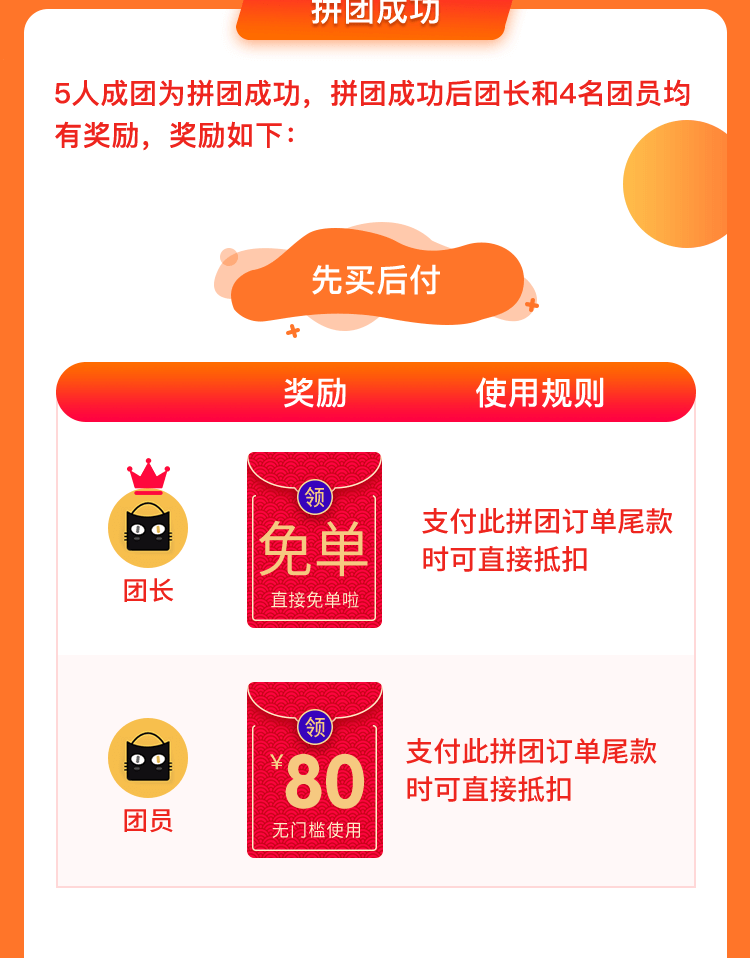 拼团成功
5人成团为拼团成功，拼团成功后团长和4名团员均
有奖励，奖励如下：
先买后付
奖励 使用规则
领
免单
直接免单啦
支付此拼团订单尾款
时可直接抵扣
团长
领
¥80
无门槛使用
支付此拼团订单尾款
时可直接抵扣
团员